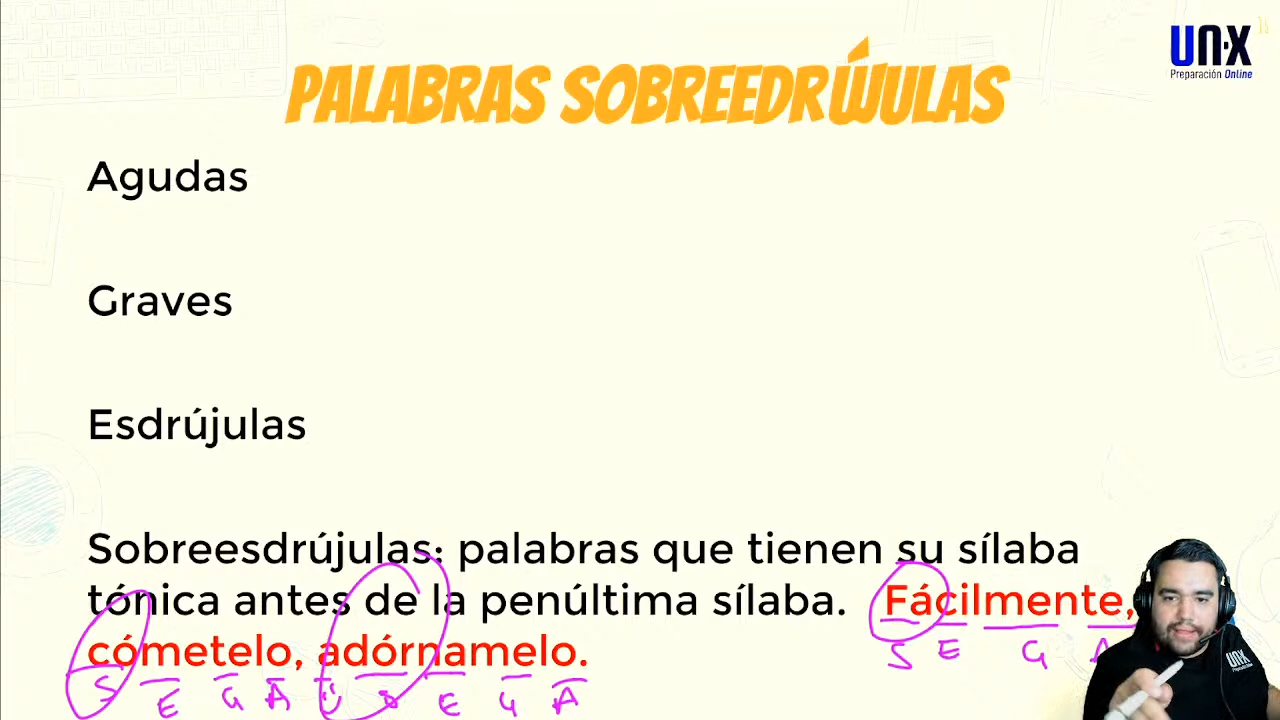 PALABRAS SOBREEDRÚJULAS
UN-X
Preparación Online
Agudas
Graves
Esdrújulas
Sobreesdrújulas: palabras que tienen su sílaba
tónica antes de la penúltima sílaba. Fácilmente,
S E G A
cómetelo, adórnamelo.
S E G A S E G A
UNX